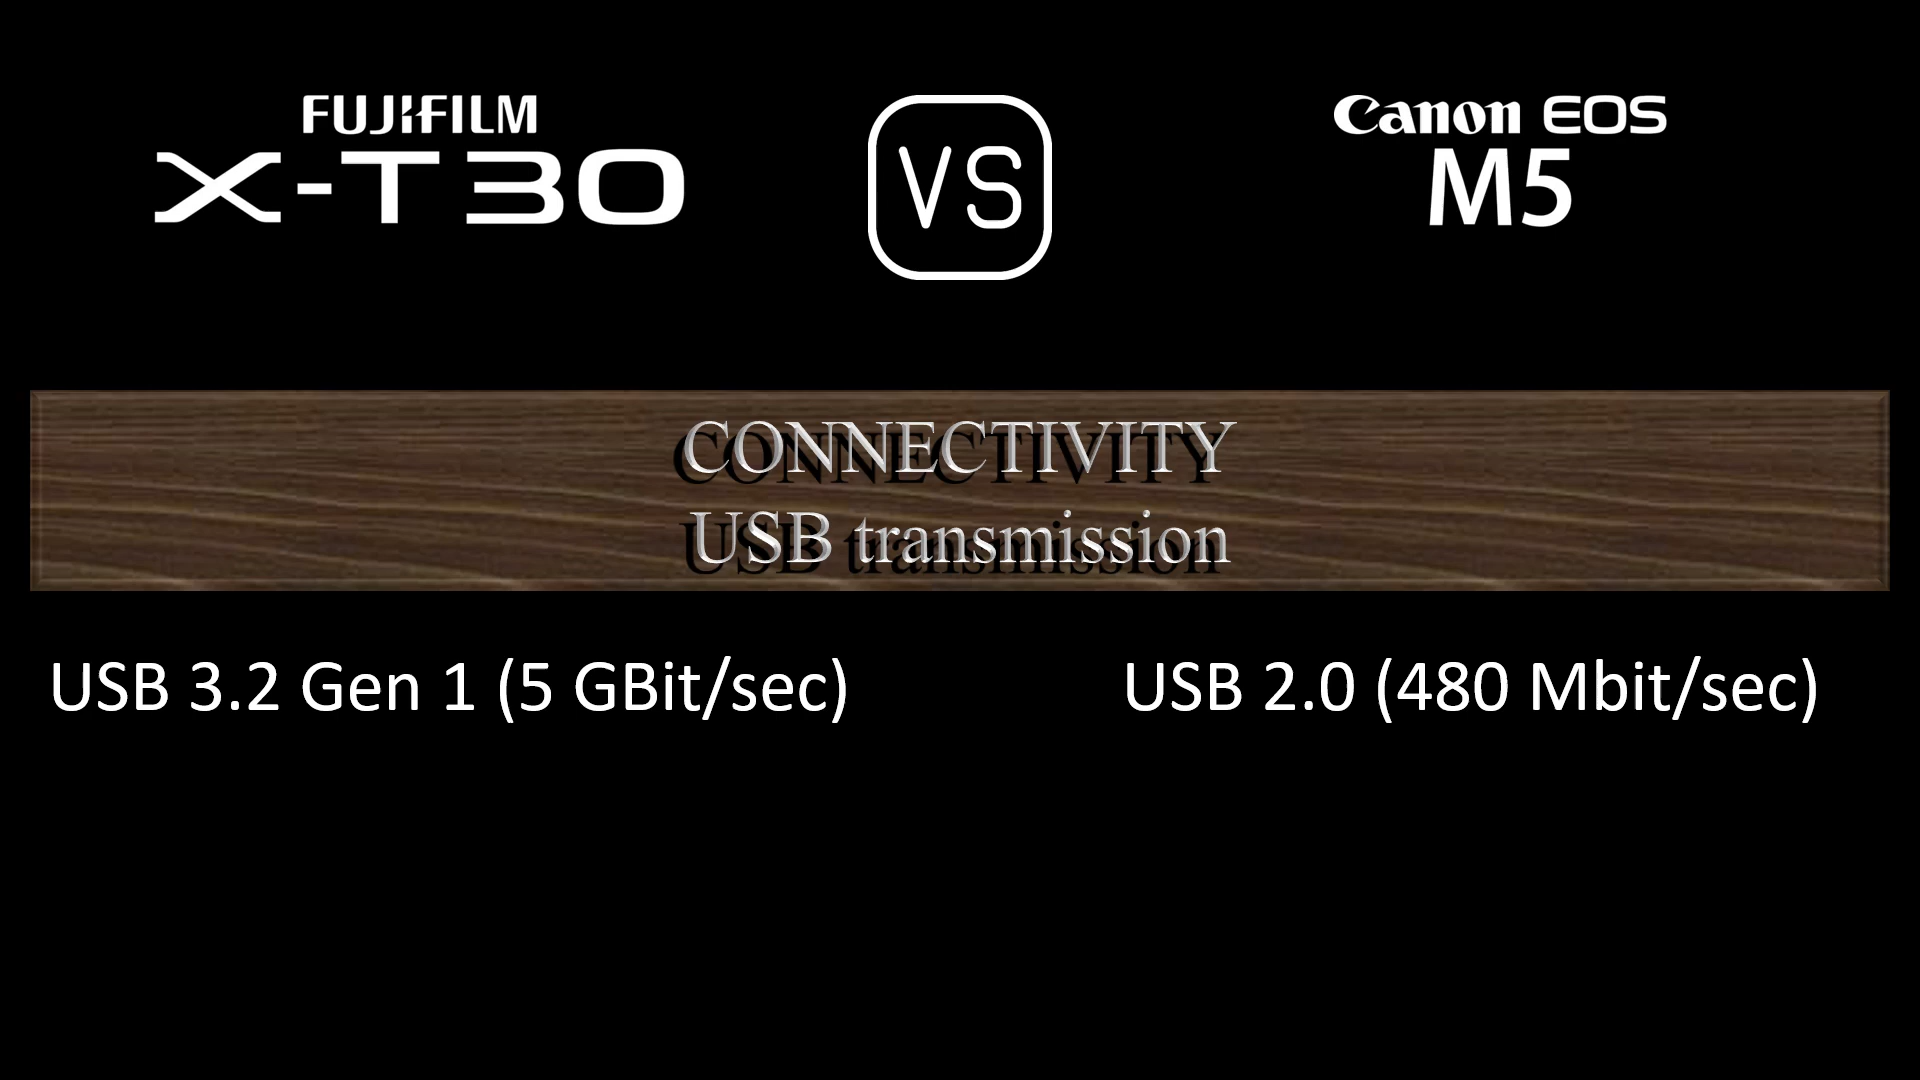 FUJIFILM
X-T30
VS
Canon EOS
M5
CONNECTIVITY
USB transmission
USB 3.2 Gen 1 (5 GBit/sec)
USB 2.0 (480 Mbit/sec)